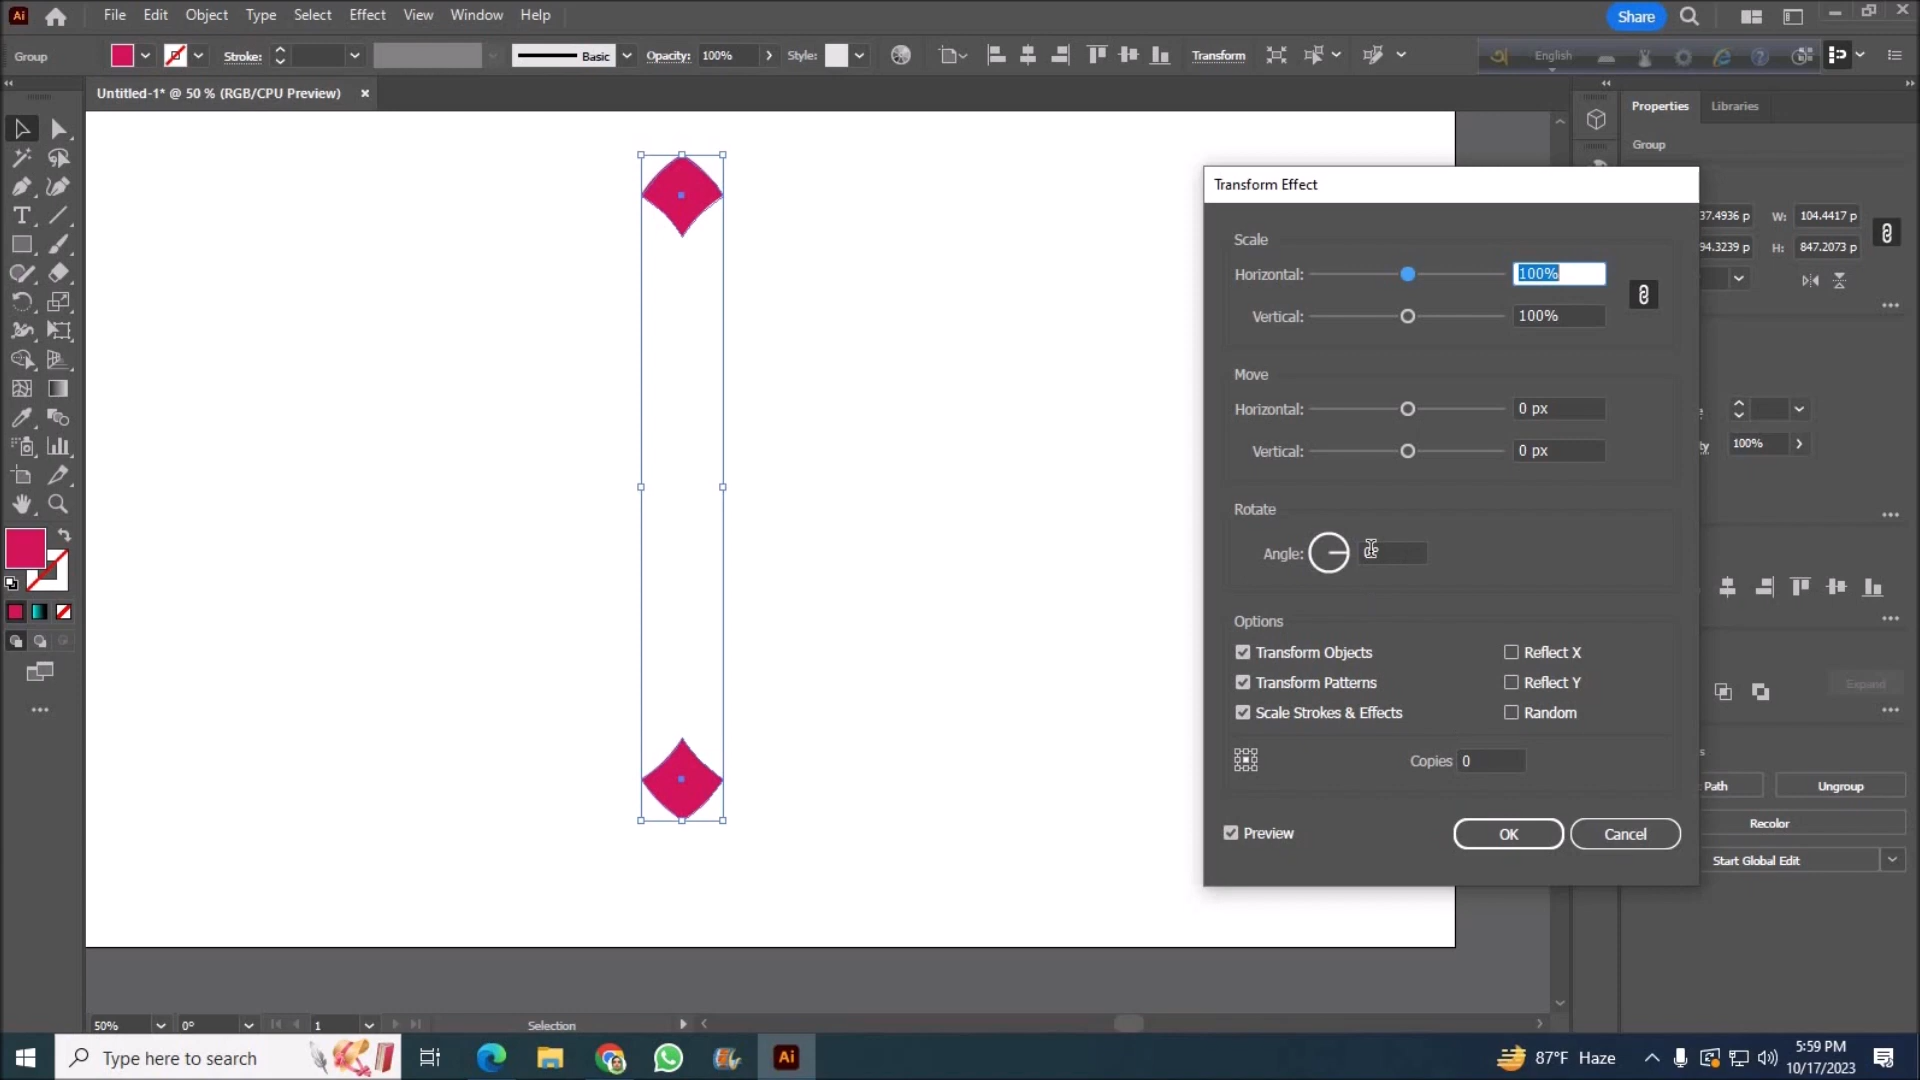 Ai File Edit Object Type Select Effect View Window Help Share
Group Stroke: Basic Opacity: 100% Style: Transform English
Untitled-1* @ 50 % (RGB/CPU Preview) ×
Properties Libraries
Group
Transform Effect
37.4936 p W: 104.4417 p
94.3239 p H: 847.2073 p
Scale
Horizontal: 100%
Vertical: 100%
Move
Horizontal: 0 px
Vertical: 0 px
100%
Rotate
Angle:
Options
Transform Objects Reflect X
Transform Patterns Reflect Y
Scale Strokes & Effects Random
Copies 0
Preview OK Cancel
Expand
Path Ungroup
Recolor
Start Global Edit
50% 0° 1 Selection
Type here to search Ai 87°F Haze 5:59 PM
10/17/2023